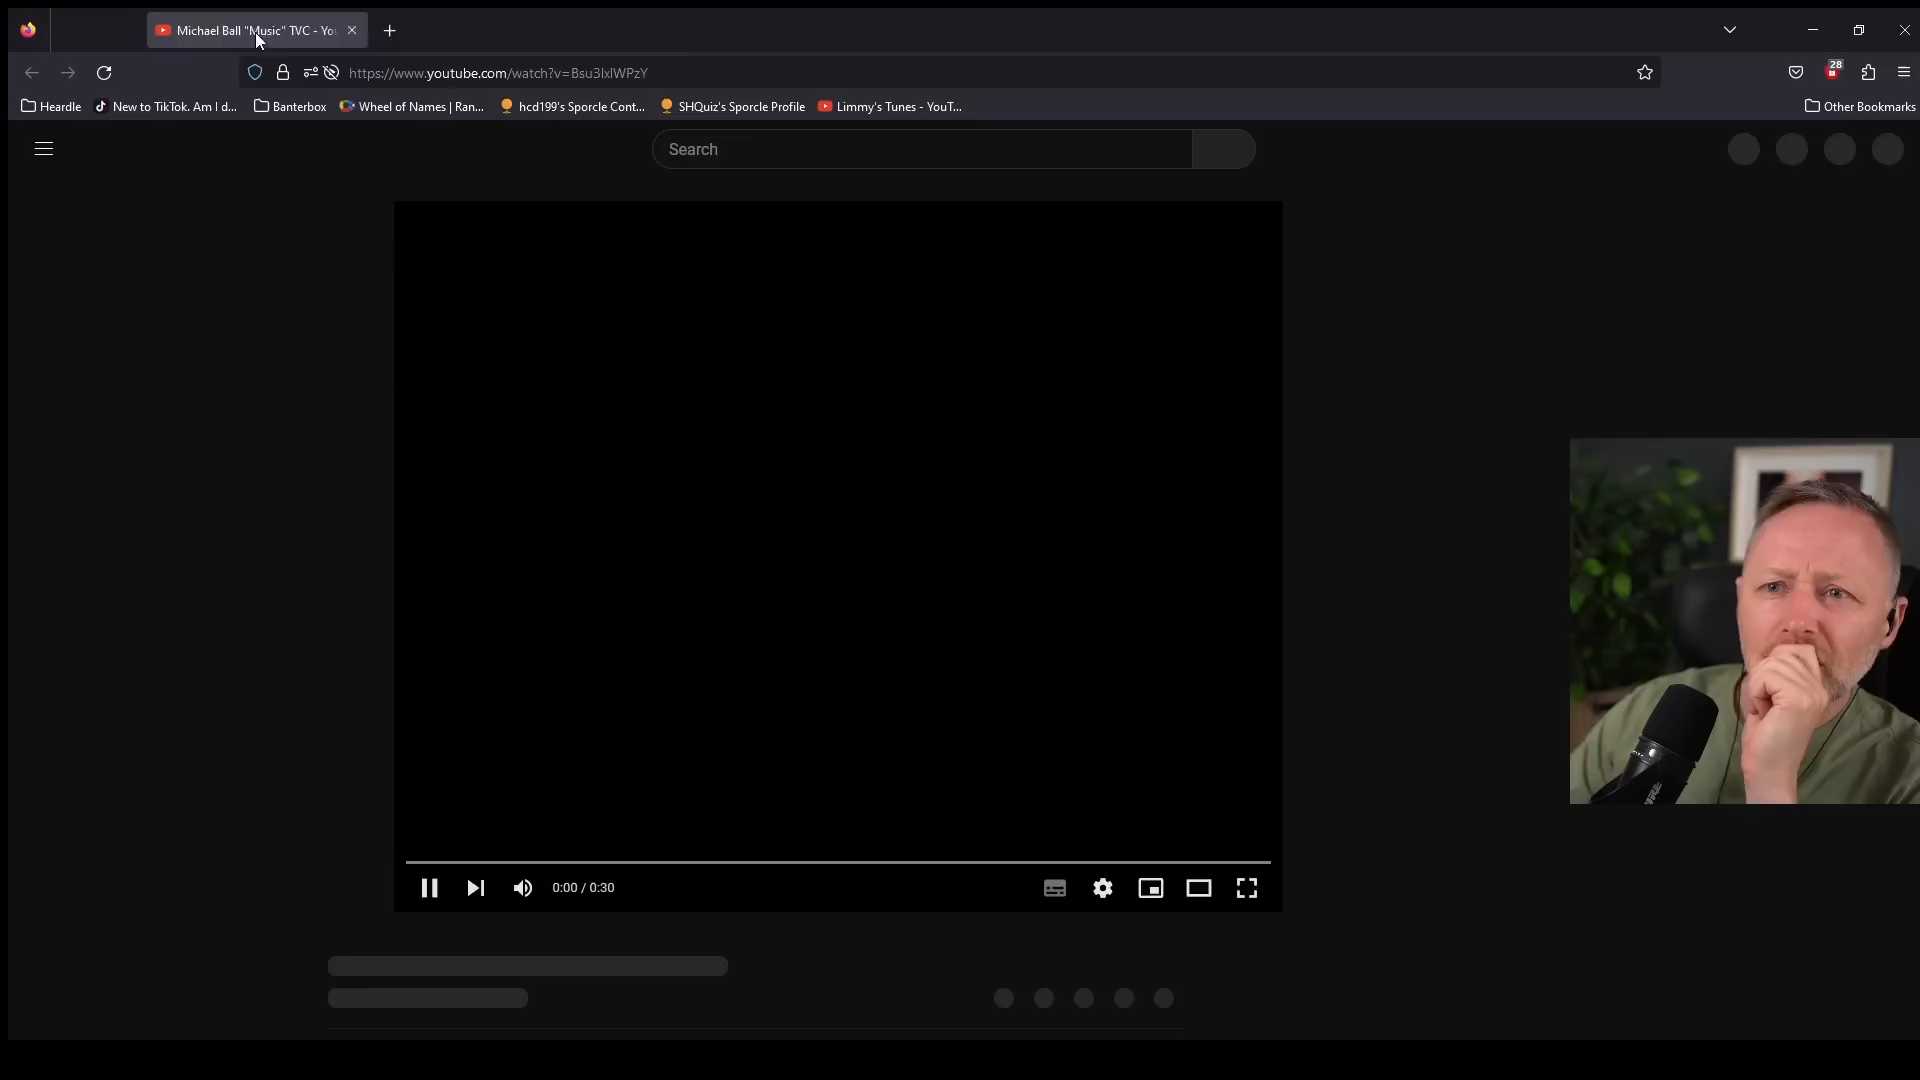 Michael Ball "Music" TVC - Yo
https://www.youtube.com/watch?v=Bsu3lxlWPzY
28
Heardle
New to TikTok. Am I d...
Banterbox
Wheel of Names | Ran...
hcd199's Sporcle Cont...
SHQuiz's Sporcle Profile
Limmy's Tunes - YouT...
Other Bookmarks
Search
0:00 / 0:30